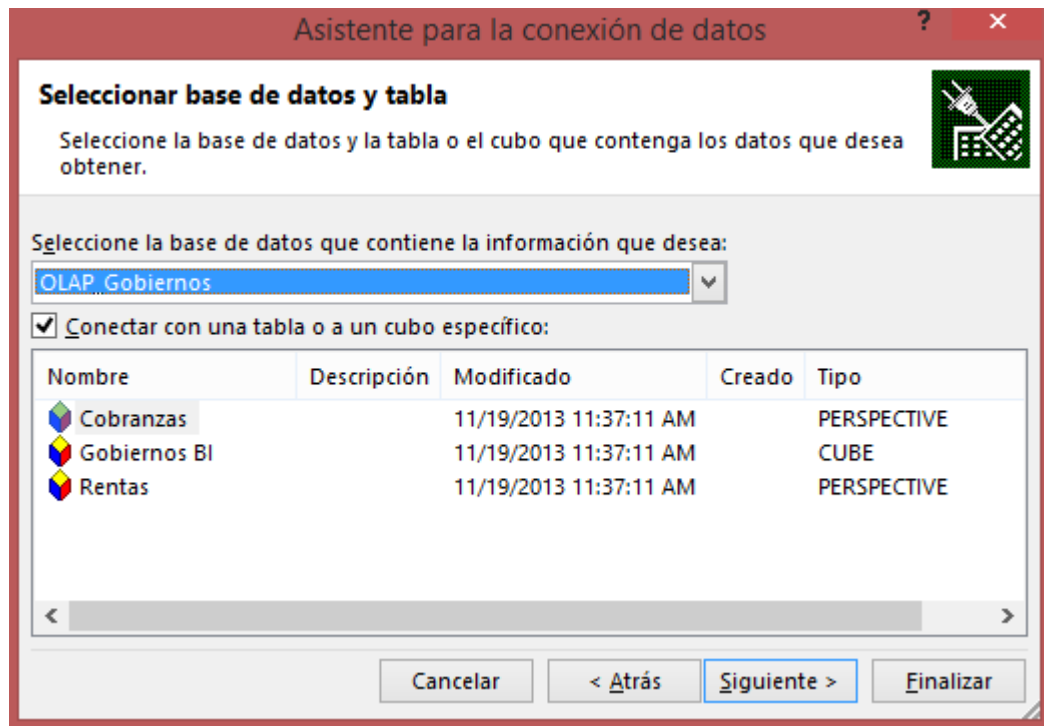 Asistente para la conexión de datos ? ×
Seleccionar base de datos y tabla
Seleccione la base de datos y la tabla o el cubo que contenga los datos que desea
obtener.
Seleccione la base de datos que contiene la información que desea:
OLAP_Gobiernos
Conectar con una tabla o a un cubo específico:
Nombre Descripción Modificado Creado Tipo
Cobranzas 11/19/2013 11:37:11 AM PERSPECTIVE
Gobiernos BI 11/19/2013 11:37:11 AM CUBE
Rentas 11/19/2013 11:37:11 AM PERSPECTIVE
Cancelar < Atrás Siguiente > Finalizar